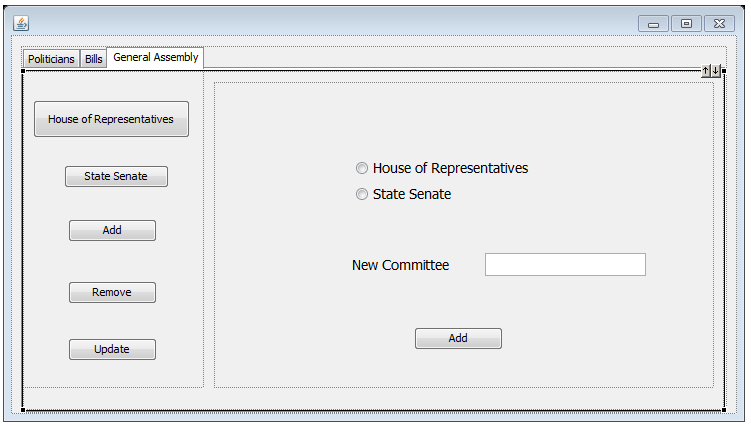 Politicians Bills General Assembly
House of Representatives
State Senate
Add
Remove
Update
House of Representatives
State Senate
New Committee
Add